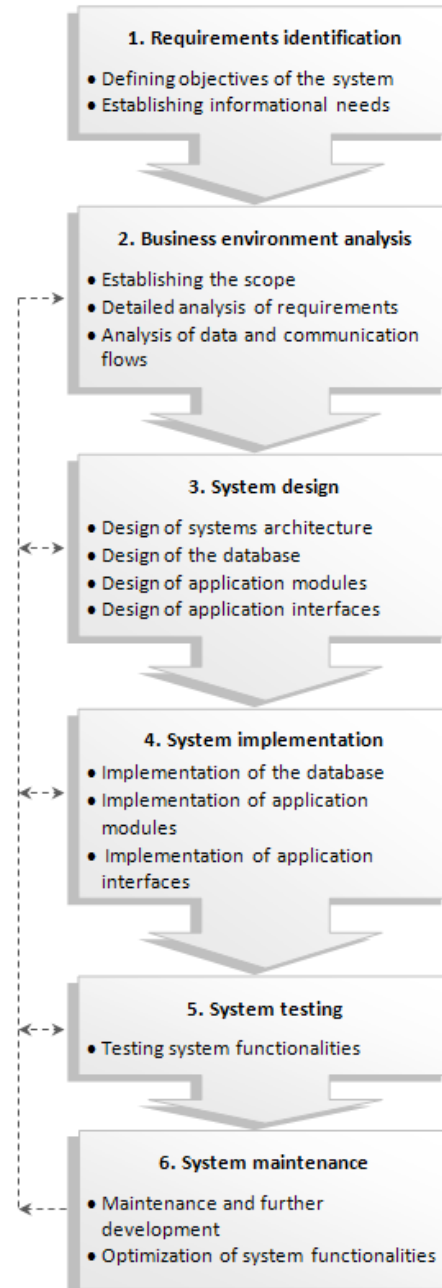 1. Requirements identification
● Defining objectives of the system
● Establishing informational needs
2. Business environment analysis
● Establishing the scope
● Detailed analysis of requirements
● Analysis of data and communication
flows
3. System design
● Design of systems architecture
● Design of the database
● Design of application modules
● Design of application interfaces
4. System implementation
● Implementation of the database
● Implementation of application
modules
● Implementation of application
interfaces
5. System testing
● Testing system functionalities
6. System maintenance
● Maintenance and further
development
● Optimization of system functionalities